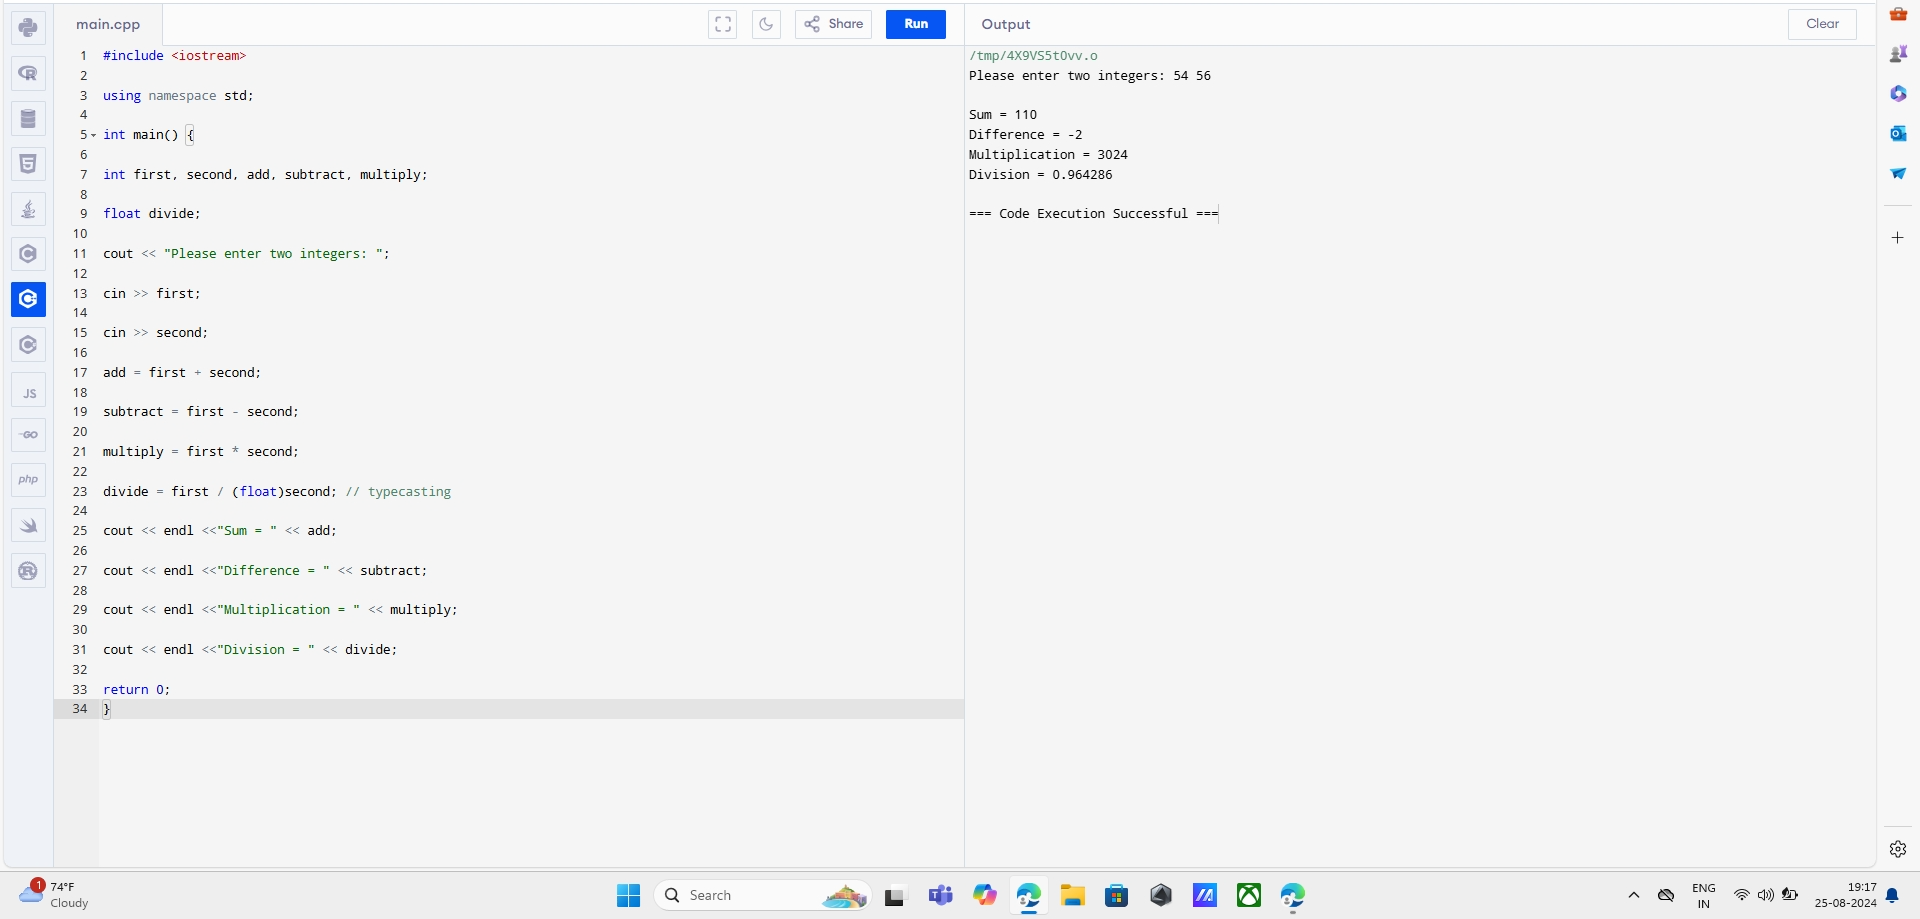 main.cpp
Share
Run
Output
Clear
1 #include <iostream>
2
3 using namespace std;
4
5 int main() {
6
7 int first, second, add, subtract, multiply;
8
9 float divide;
10
11 cout << "Please enter two integers: ";
12
13 cin >> first;
14
15 cin >> second;
16
17 add = first + second;
18
19 subtract = first - second;
20
21 multiply = first * second;
22
23 divide = first / (float)second; // typecasting
24
25 cout << endl <<"Sum = " << add;
26
27 cout << endl <<"Difference = " << subtract;
28
29 cout << endl <<"Multiplication = " << multiply;
30
31 cout << endl <<"Division = " << divide;
32
33 return 0;
34 }
/tmp/4X9VS5t0vv.o
Please enter two integers: 54 56
Sum = 110
Difference = -2
Multiplication = 3024
Division = 0.964286
=== Code Execution Successful ===
R
5
JS
GO
php
1
74°F
Cloudy
Search
ENG
IN
19:17
25-08-2024